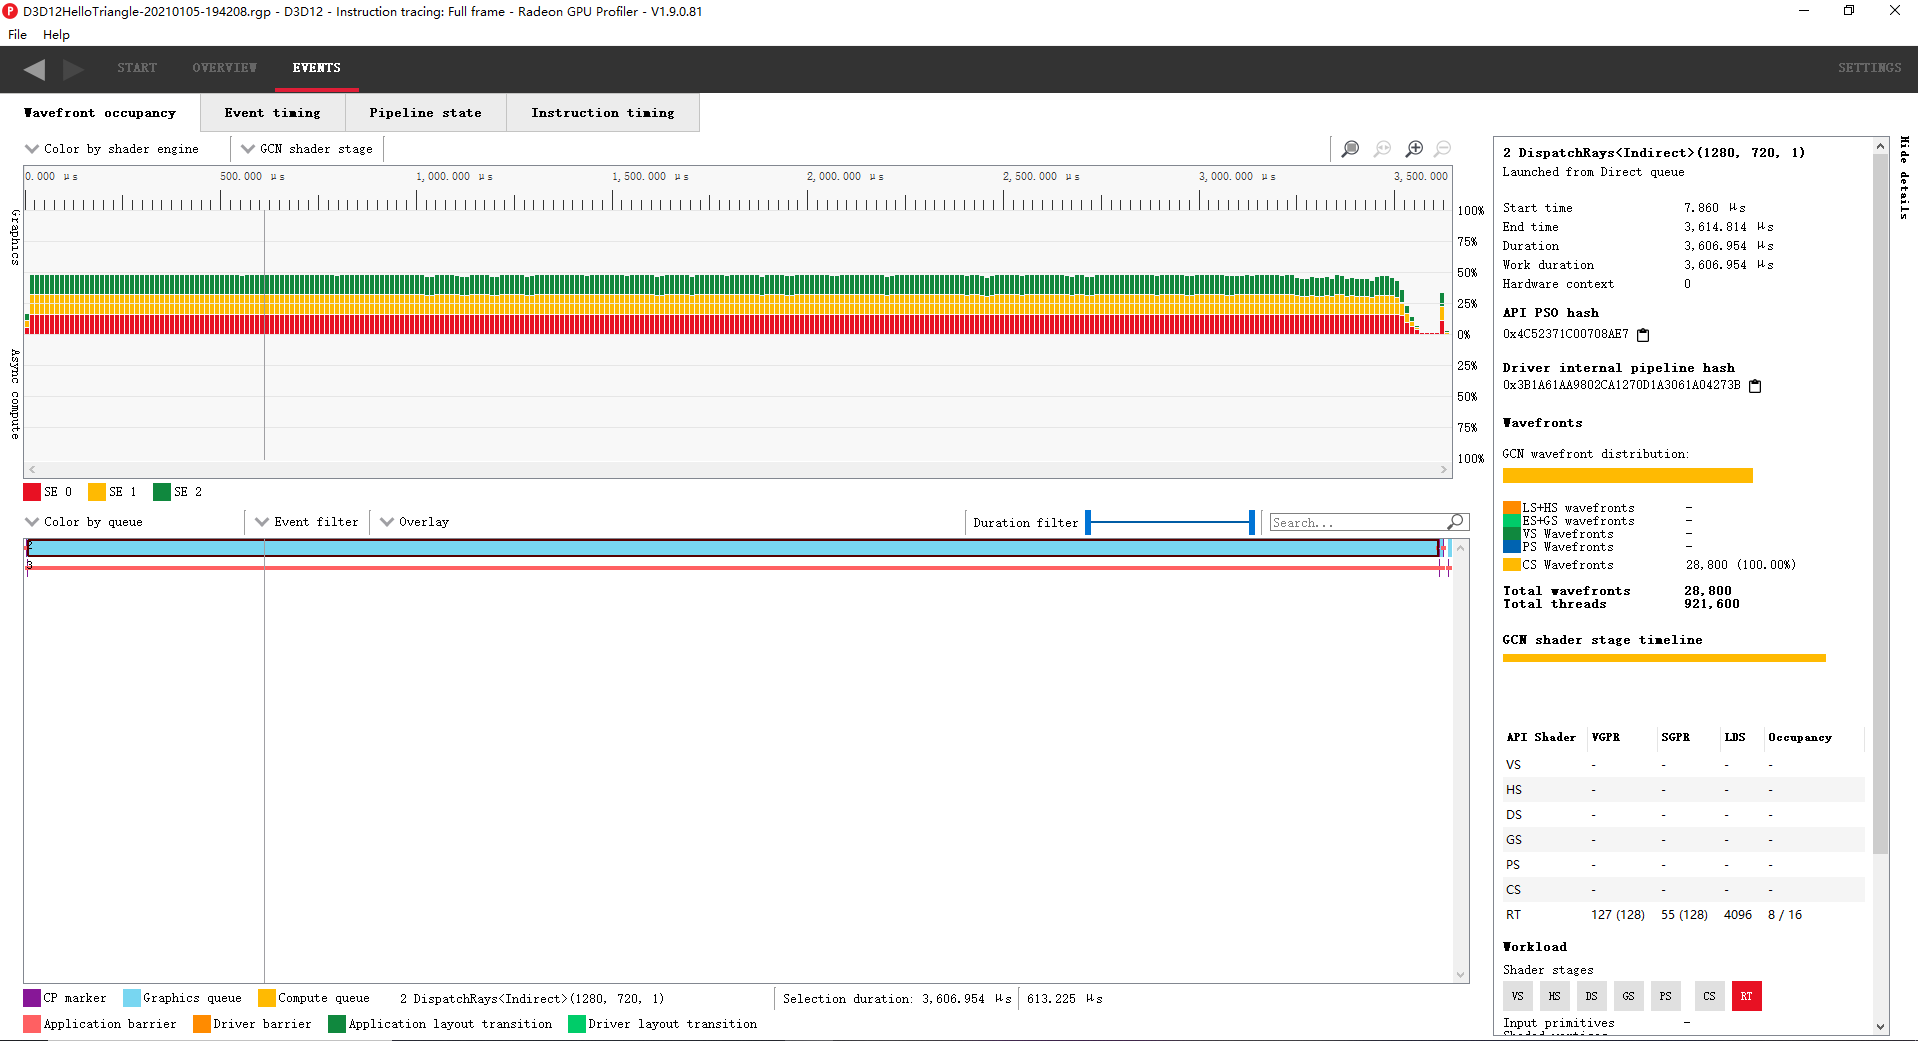 D3D12HelloTriangle-20210105-194208.rgp - D3D12 - Instruction tracing: Full frame - Radeon GPU Profiler - V1.9.0.81
File Help
START OVERVIEW EVENTS SETTINGS
Wavefront occupancy Event timing Pipeline state Instruction timing
Color by shader engine GCN shader stage
0.000 μs 500.000 μs 1,000.000 μs 1,500.000 μs 2,000.000 μs 2,500.000 μs 3,000.000 μs 3,500.000
Graphics
100%
75%
50%
25%
0%
Async compute
25%
50%
75%
100%
SE 0 SE 1 SE 2
Color by queue Event filter Overlay Duration filter Search...
2
3
CP marker Graphics queue Compute queue 2 DispatchRays<Indirect>(1280, 720, 1) Selection duration: 3,606.954 μs 613.225 μs
Application barrier Driver barrier Application layout transition Driver layout transition
Hide details
2 DispatchRays<Indirect>(1280, 720, 1)
Launched from Direct queue
Start time 7.860 μs
End time 3,614.814 μs
Duration 3,606.954 μs
Work duration 3,606.954 μs
Hardware context 0
API PSO hash
0x4C52371C00708AE7
Driver internal pipeline hash
0x3B1A61AA9802CA1270D1A3061A04273B
Wavefronts
GCN wavefront distribution:
LS+HS wavefronts -
ES+GS wavefronts -
VS Wavefronts -
PS Wavefronts -
CS Wavefronts 28,800 (100.00%)
Total wavefronts 28,800
Total threads 921,600
GCN shader stage timeline
API Shader VGPR SGPR LDS Occupancy
VS - - - -
HS - - - -
DS - - - -
GS - - - -
PS - - - -
CS - - - -
RT 127 (128) 55 (128) 4096 8 / 16
Workload
Shader stages
VS HS DS GS PS CS RT
Input primitives -